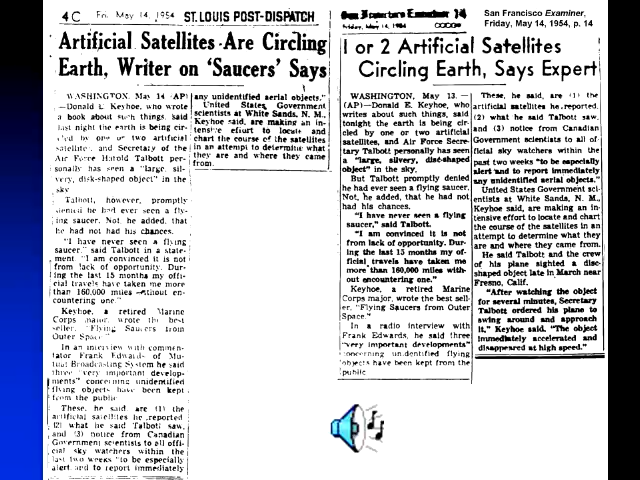 4 C Fri. May 14, 1954 ST. LOUIS POST-DISPATCH
Artificial Satellites Are Circling
Earth, Writer on 'Saucers' Says
WASHINGTON, May 14 (AP)
—Donald E. Keyhoe, who wrote
a book about such things, said
last night the earth is being cir-
cled by one or two artificial
satellites, and Secretary of the
Air Force Harold Talbott per-
sonally has seen a "large, sil-
very, disk-shaped object" in the
sky
Talbott, however, promptly
denied he had ever seen a fly-
ing saucer. Not, he added, that
he had not had his chances.
"I have never seen a flying
saucer," said Talbott in a state-
ment. "I am convinced it is not
from lack of opportunity. Dur-
ing the last 15 months my offi-
cial travels have taken me more
than 160,000 miles without en-
countering one."
Keyhoe, a retired Marine
Corps major, wrote the best
seller, "Flying Saucers from
Outer Space."
In an interview with commen-
tator Frank Edwards of Mu-
tual Broadcasting System he said
three "very important develop-
ments" concerning unidentified
flying objects have been kept
from the public
These, he said, are (1) the
artificial satellites he reported,
(2) what he said Talbott saw,
and (3) notice from Canadian
Government scientists to all offi-
cial sky watchers within the
last two weeks "to be especially
alert and to report immediately
any unidentified aerial objects."
United States Government
scientists at White Sands, N. M.,
Keyhoe said, are making an in-
tensive effort to locate and
chart the course of the satellites
in an attempt to determine what
they are and where they came
from.
San Francisco Examiner 14
Friday, May 14, 1954
San Francisco Examiner,
Friday, May 14, 1954, p. 14
1 or 2 Artificial Satellites
Circling Earth, Says Expert
WASHINGTON, May 13.—
(AP)—Donald E. Keyhoe, who
writes about such things, said
tonight the earth is being cir-
cled by one or two artificial
satellites, and Air Force Secre-
tary Talbott personally has seen
a "large, silvery, disk-shaped
object" in the sky,
But Talbott promptly denied
he had ever seen a flying saucer.
Not, he added, that he had not
had his chances.
"I have never seen a flying
saucer," said Talbott.
"I am convinced it is not
from lack of opportunity. Dur-
ing the last 15 months my of-
ficial travels have taken me
more than 160,000 miles with-
out encountering one."
Keyhoe, a retired Marine
Corps major, wrote the best sell-
er, "Flying Saucers from Outer
Space."
In a radio interview with
Frank Edwards, he said three
"very important developments"
concerning unidentified flying
objects have been kept from the
public
These, he said, are (1) the
artificial satellites he reported,
(2) what he said Talbott saw,
and (3) notice from Canadian
Government scientists to all of-
ficial sky watchers within the
past two weeks "to be especially
alert and to report immediately
any unidentified aerial objects."
United States Government sci-
entists at White Sands, N. M.,
Keyhoe said, are making an in-
tensive effort to locate and chart
the course of the satellites in an
attempt to determine what they
are and where they came from.
He said Talbott and the crew
of his plane sighted a disc-
shaped object late in March near
Fresno, Calif.
"After watching the object
for several minutes, Secretary
Talbott ordered his plane to
swing around and approach
it," Keyhoe said. "The object
immediately accelerated and
disappeared at high speed."